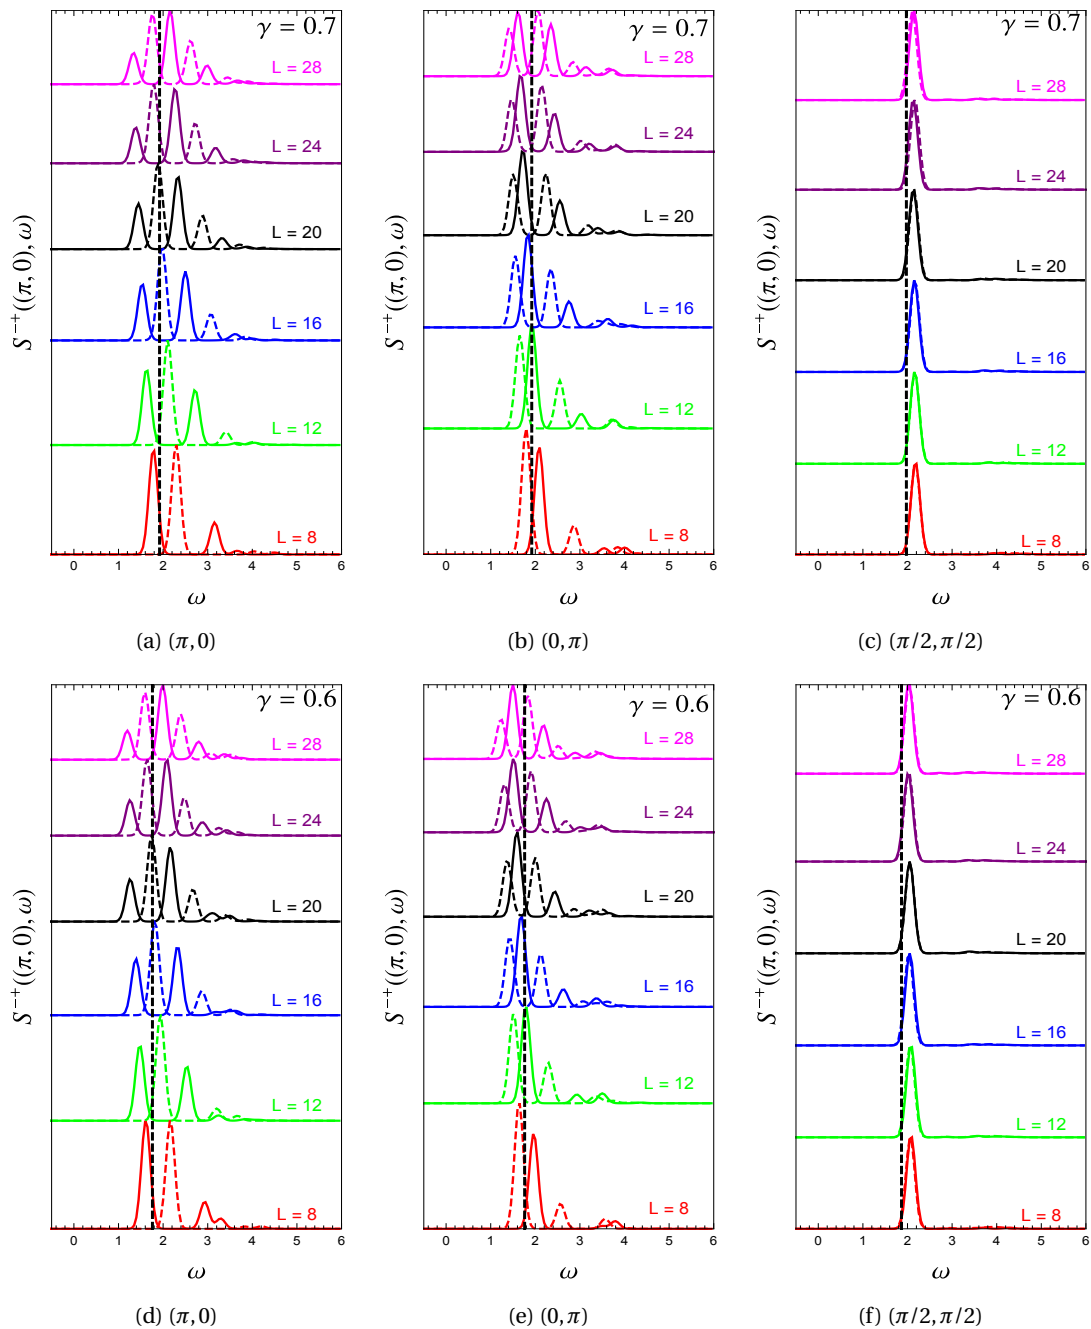 γ = 0.7
L = 28
L = 24
L = 20
L = 16
L = 12
L = 8
S⁻⁺((π, 0), ω)
0 1 2 3 4 5 6
ω
(a) (π, 0)
γ = 0.7
L = 28
L = 24
L = 20
L = 16
L = 12
L = 8
S⁻⁺((π, 0), ω)
0 1 2 3 4 5 6
ω
(b) (0, π)
γ = 0.7
L = 28
L = 24
L = 20
L = 16
L = 12
L = 8
S⁻⁺((π, 0), ω)
0 1 2 3 4 5 6
ω
(c) (π/2, π/2)
γ = 0.6
L = 28
L = 24
L = 20
L = 16
L = 12
L = 8
S⁻⁺((π, 0), ω)
0 1 2 3 4 5 6
ω
(d) (π, 0)
γ = 0.6
L = 28
L = 24
L = 20
L = 16
L = 12
L = 8
S⁻⁺((π, 0), ω)
0 1 2 3 4 5 6
ω
(e) (0, π)
γ = 0.6
L = 28
L = 24
L = 20
L = 16
L = 12
L = 8
S⁻⁺((π, 0), ω)
0 1 2 3 4 5 6
ω
(f) (π/2, π/2)